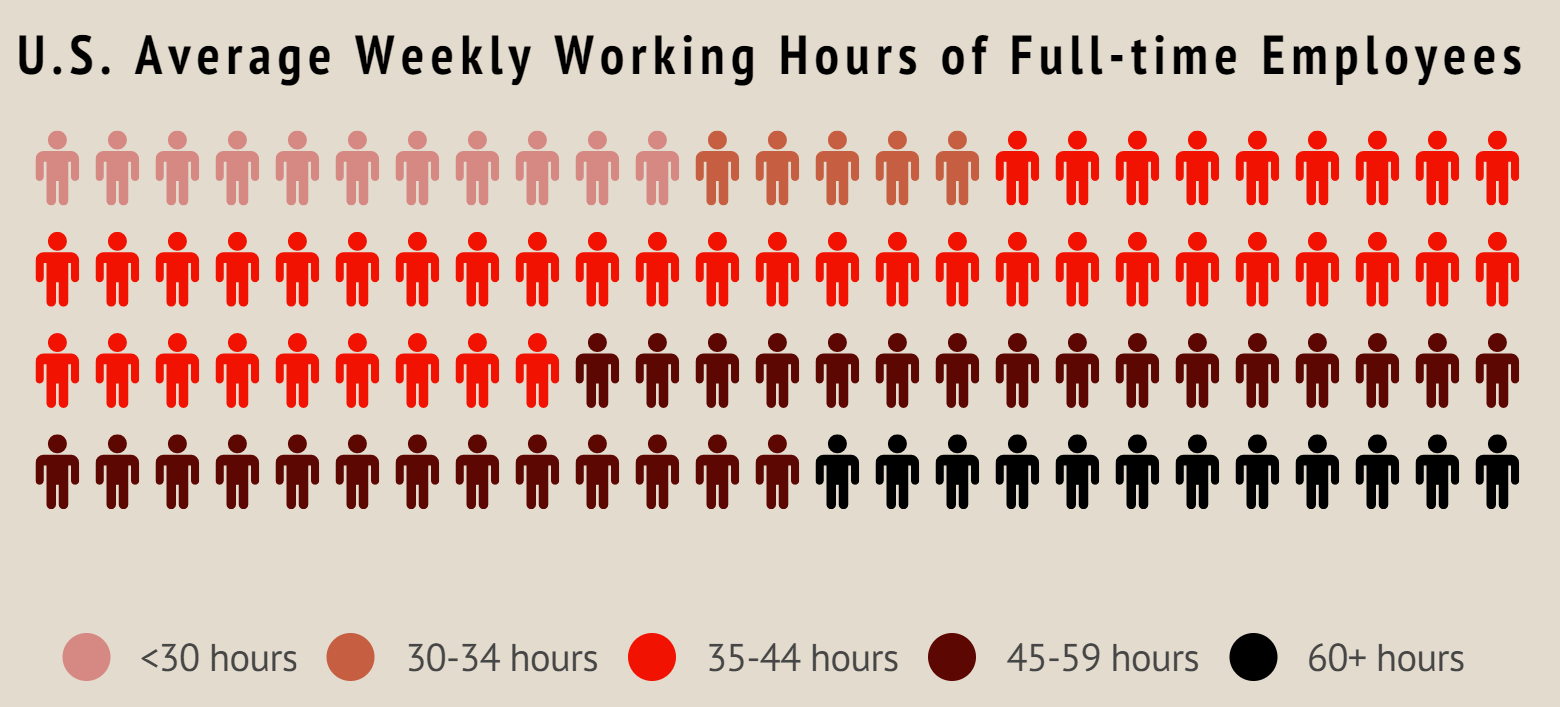 U.S. Average Weekly Working Hours of Full-time Employees
<30 hours 30-34 hours 35-44 hours 45-59 hours 60+ hours